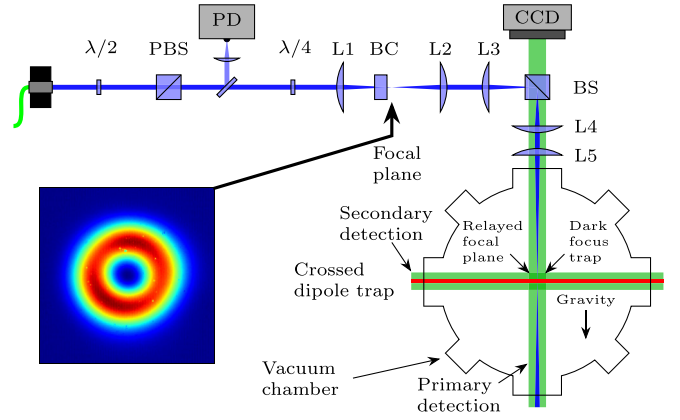 PD
CCD
λ/2
PBS
λ/4
L1
BC
L2
L3
BS
L4
L5
Focal
plane
Secondary
detection
Relayed
focal
plane
Dark
focus
trap
Crossed
dipole trap
Gravity
Vacuum
chamber
Primary
detection